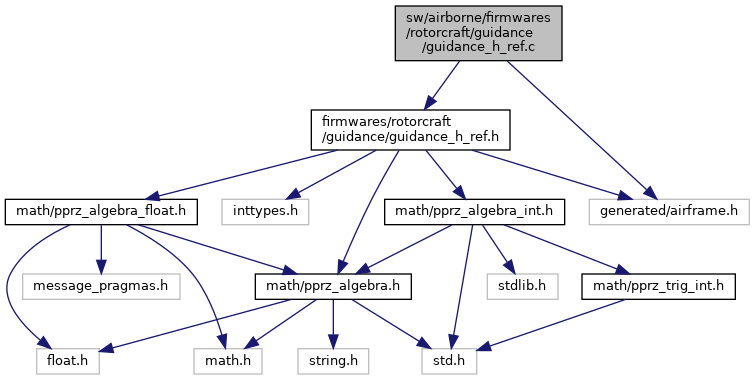 sw/airborne/firmwares
/rotorcraft/guidance
/guidance_h_ref.c
firmwares/rotorcraft
/guidance/guidance_h_ref.h
math/pprz_algebra_float.h
inttypes.h
math/pprz_algebra_int.h
generated/airframe.h
message_pragmas.h
math/pprz_algebra.h
stdlib.h
math/pprz_trig_int.h
float.h
math.h
string.h
std.h